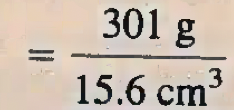 = 301 g
15.6 cm³